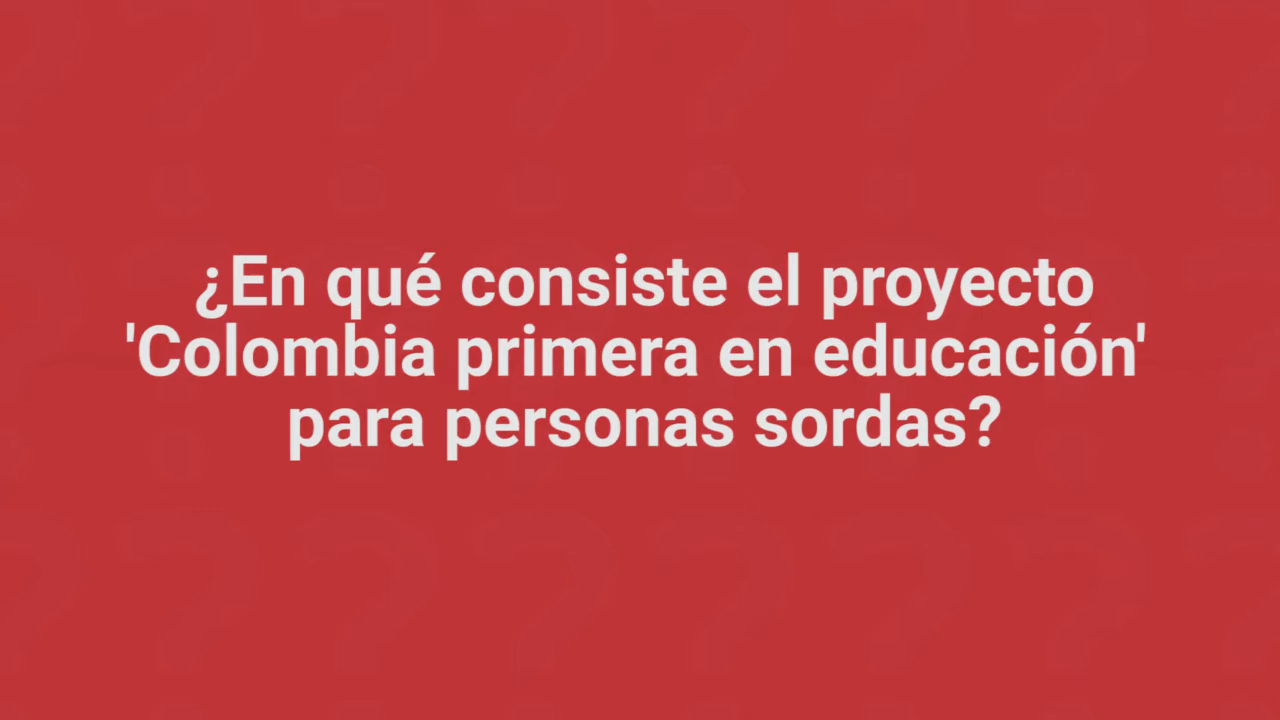 ¿En qué consiste el proyecto
'Colombia primera en educación'
para personas sordas?